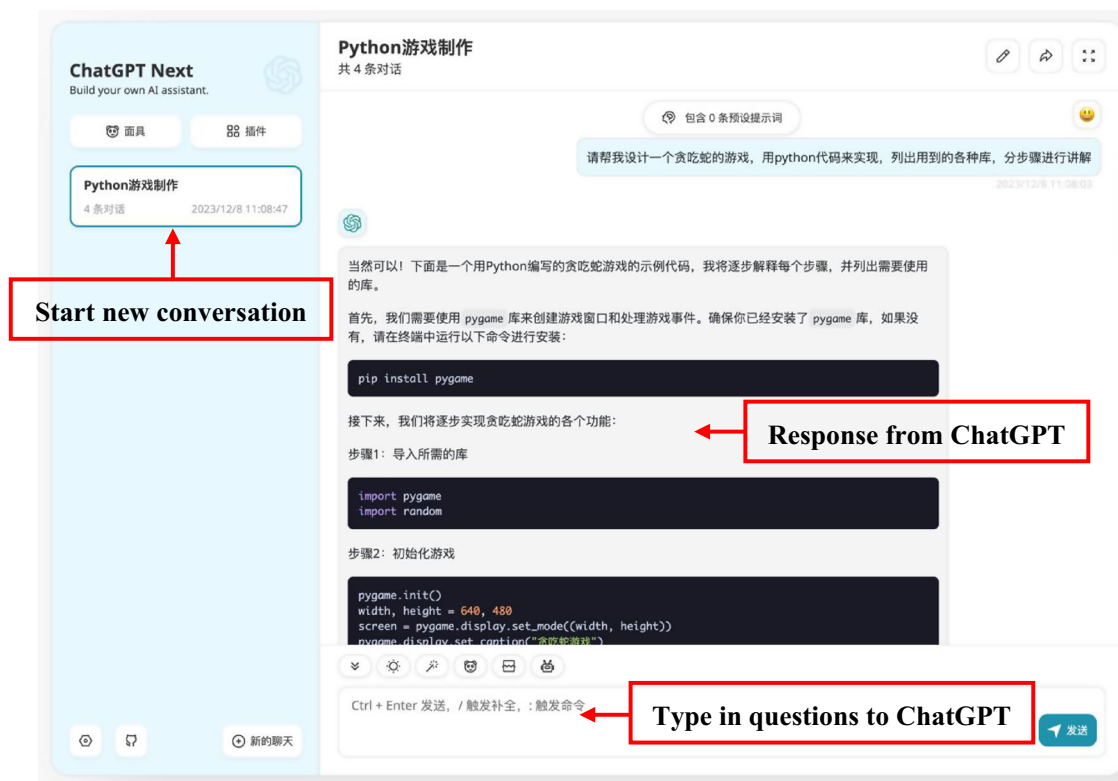 ChatGPT Next
Build your own AI assistant.
面具
插件
Python游戏制作
4 条对话
2023/12/8 11:08:47
Start new conversation
新的聊天
Python游戏制作
共 4 条对话
包含 0 条预设提示词
请帮我设计一个贪吃蛇的游戏，用python代码来实现，列出用到的各种库，分步骤进行讲解
2023/12/8 11:08:03
当然可以！下面是一个用Python编写的贪吃蛇游戏的示例代码，我将逐步解释每个步骤，并列出需要使用
的库。
首先，我们需要使用 pygame 库来创建游戏窗口和处理游戏事件。确保你已经安装了 pygame 库，如果没
有，请在终端中运行以下命令进行安装：
pip install pygame
接下来，我们将逐步实现贪吃蛇游戏的各个功能：
Response from ChatGPT
步骤1：导入所需的库
import pygame
import random
步骤2：初始化游戏
pygame.init()
width, height = 640, 480
screen = pygame.display.set_mode((width, height))
pygame.display.set_caption("贪吃蛇游戏")
Ctrl + Enter 发送，/ 触发补全，: 触发命令
Type in questions to ChatGPT
发送